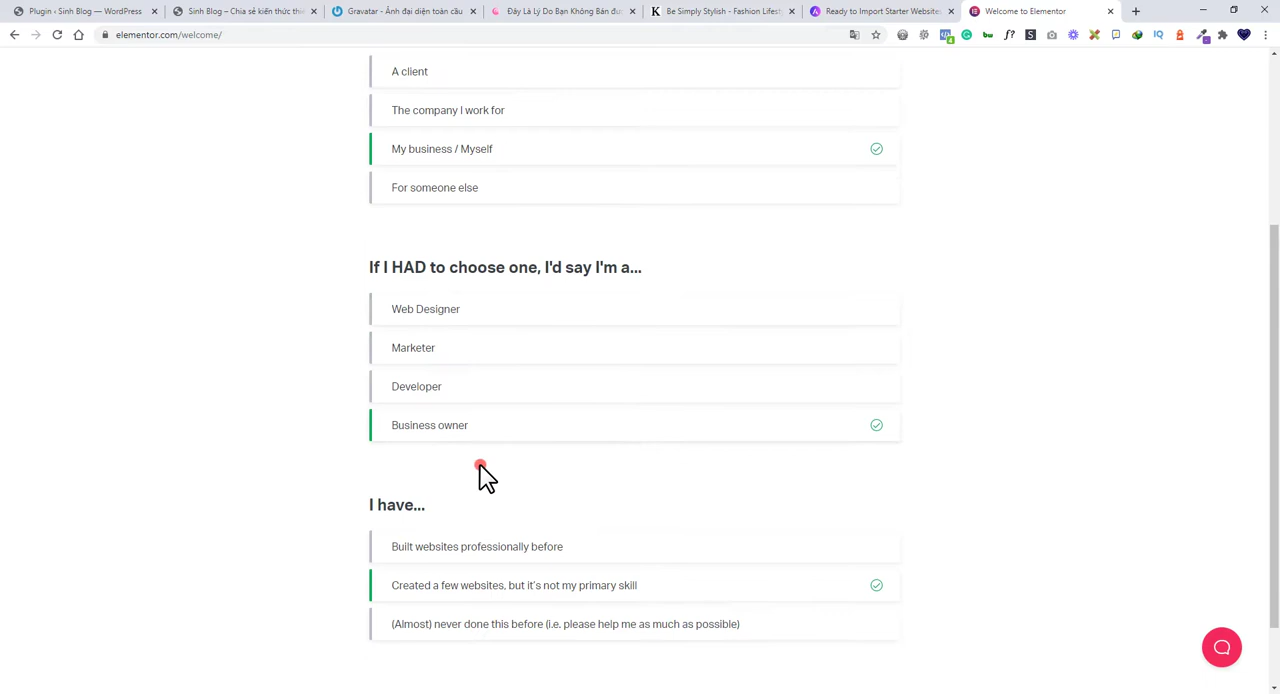 Plugin ‹ Sinh Blog — WordPress
Sinh Blog – Chia sẻ kiến thức thi
Gravatar - Ảnh đại diện toàn cầu
Đây Là Lý Do Bạn Không Bán đượ
Be Simply Stylish - Fashion Lifest
Ready to Import Starter Website
Welcome to Elementor
elementor.com/welcome/
A client
The company I work for
My business / Myself
For someone else
If I HAD to choose one, I'd say I'm a...
Web Designer
Marketer
Developer
Business owner
I have...
Built websites professionally before
Created a few websites, but it's not my primary skill
(Almost) never done this before (i.e. please help me as much as possible)